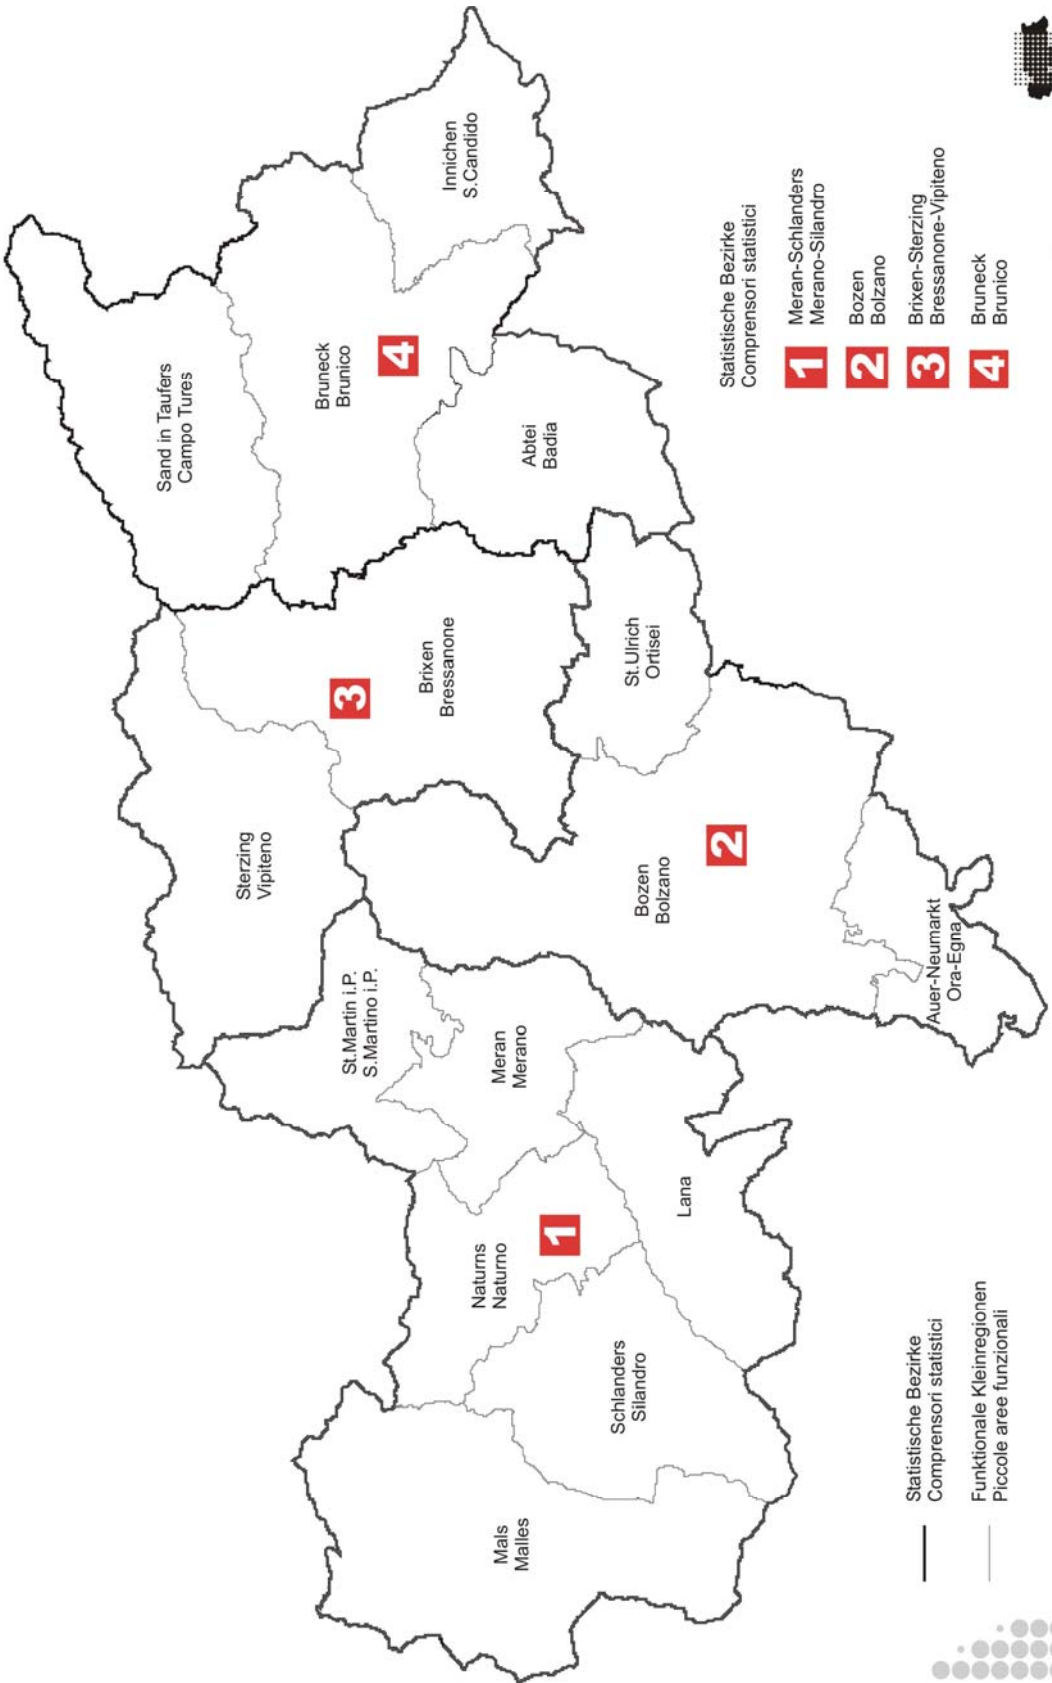 Sand in Taufers
Campo Tures
Innichen
S.Candido
Bruneck
Brunico
4
Abtei
Badia
Sterzing
Vipiteno
3
Brixen
Bressanone
St.Ulrich
Ortisei
St.Martin i.P.
S.Martino i.P.
Meran
Merano
Bozen
Bolzano
2
Auer-Neumarkt
Ora-Egna
Mals
Malles
Naturns
Naturno
1
Schlanders
Silandro
Lana
Statistische Bezirke
Comprensori statistici
Funktionale Kleinregionen
Piccole aree funzionali
Statistische Bezirke
Comprensori statistici
1 Meran-Schlanders
Merano-Silandro
2 Bozen
Bolzano
3 Brixen-Sterzing
Bressanone-Vipiteno
4 Bruneck
Brunico